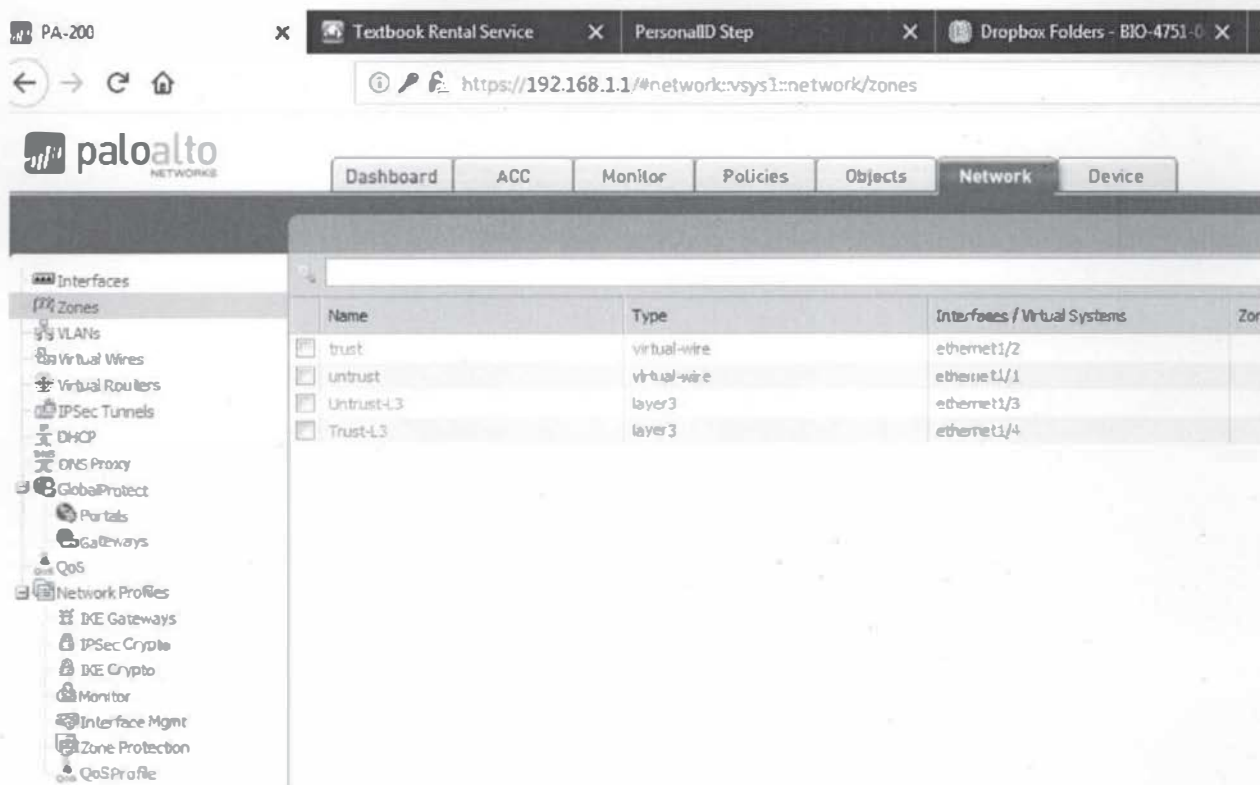 PA-200
Textbook Rental Service
PersonalID Step
Dropbox Folders - BIO-4751-0
https://192.168.1.1/#network::vsys1::network/zones
paloalto
NETWORKS
Dashboard
ACC
Monitor
Policies
Objects
Network
Device
Interfaces
Zones
VLANs
Virtual Wires
Virtual Routers
IPSec Tunnels
DHCP
DNS Proxy
GlobalProtect
Portals
Gateways
QoS
Network Profiles
IKE Gateways
IPSec Crypto
IKE Crypto
Monitor
Interface Mgmt
Zone Protection
QoS Profile
Name Type Interfaces / Virtual Systems Zon
trust virtual-wire ethernet1/2
untrust virtual-wire ethernet1/1
Untrust-L3 layer3 ethernet1/3
Trust-L3 layer3 ethernet1/4